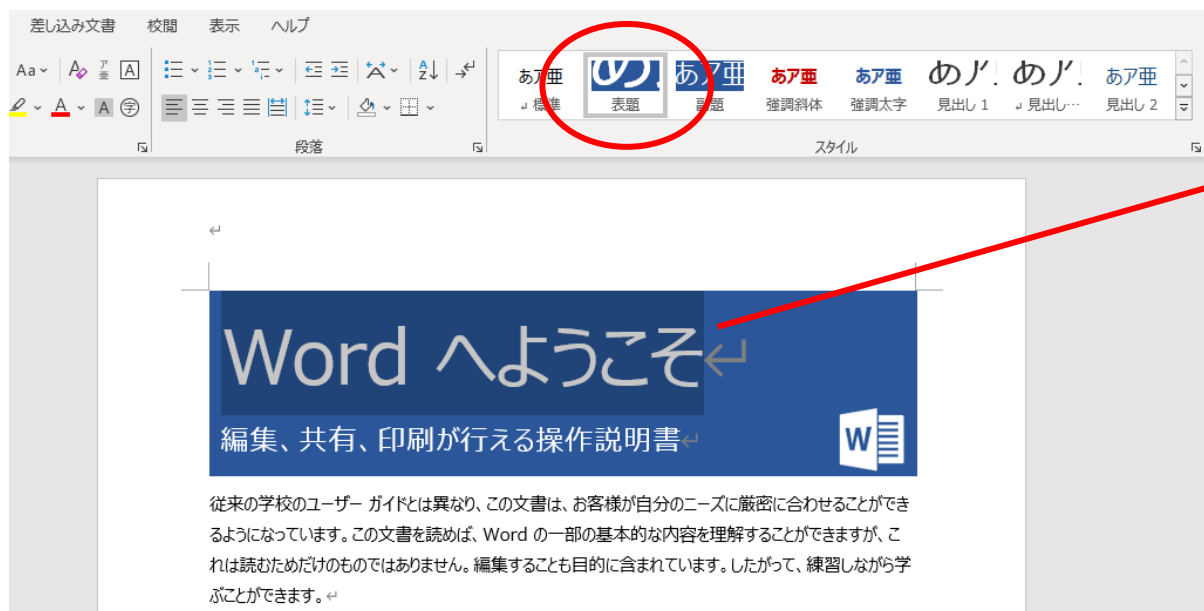 差し込み文書 校閲 表示 ヘルプ
Aa ア亜 A
A A 字
あア亜 め あア亜 あア亜 あア亜 あア あア あア亜
標準 表題 副題 強調斜体 強調太字 見出し 1 見出し… 見出し 2
段落 スタイル
Word へようこそ
編集、共有、印刷が行える操作説明書
W
従来の学校のユーザー ガイドとは異なり、この文書は、お客様が自分のニーズに厳密に合わせることができ
るようになっています。この文書を読めば、Word の一部の基本的な内容を理解することができますが、こ
れは読むためだけのものではありません。編集することも目的に含まれています。したがって、練習しながら学
ぶことができます。